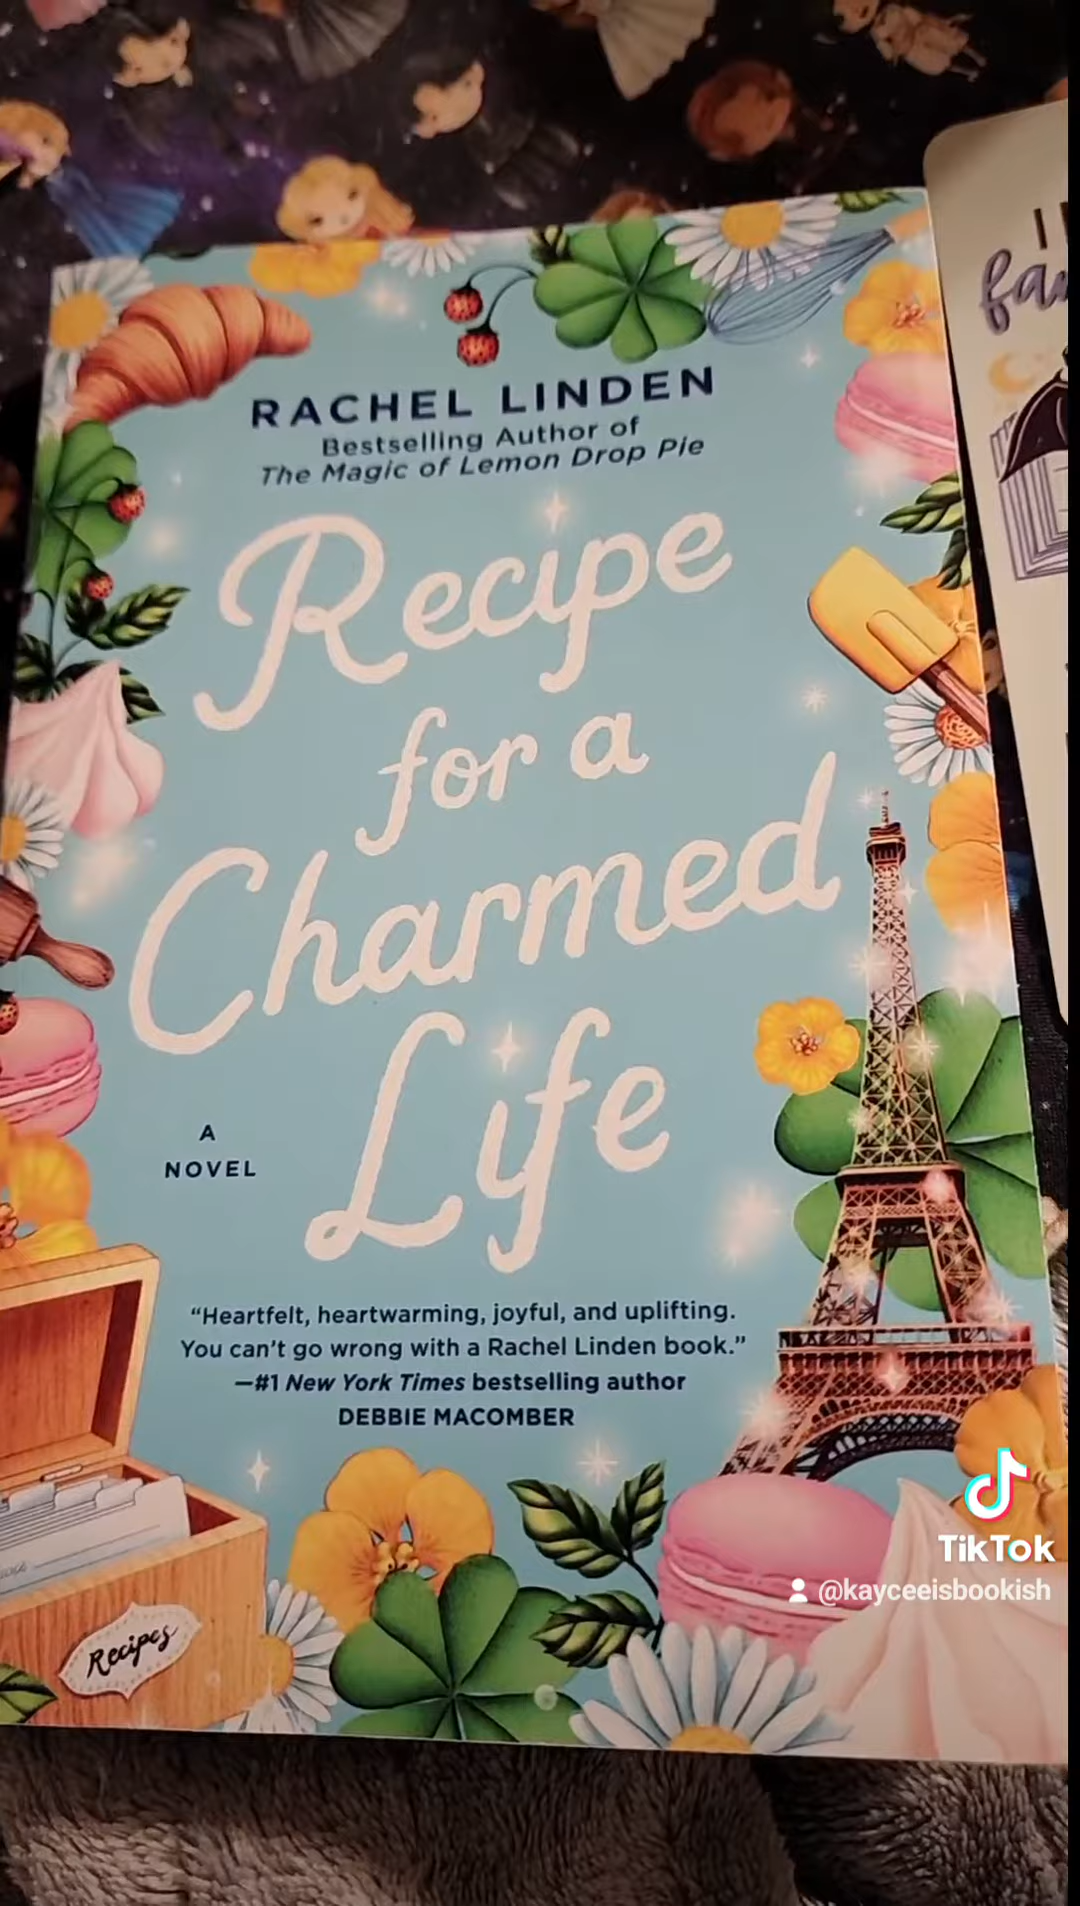 RACHEL LINDEN
Bestselling Author of
The Magic of Lemon Drop Pie
Recipe
for a
Charmed
Life
A
NOVEL
“Heartfelt, heartwarming, joyful, and uplifting.
You can’t go wrong with a Rachel Linden book.”
—#1 New York Times bestselling author
DEBBIE MACOMBER
Recipes
I
TikTok
@kayceeisbookish